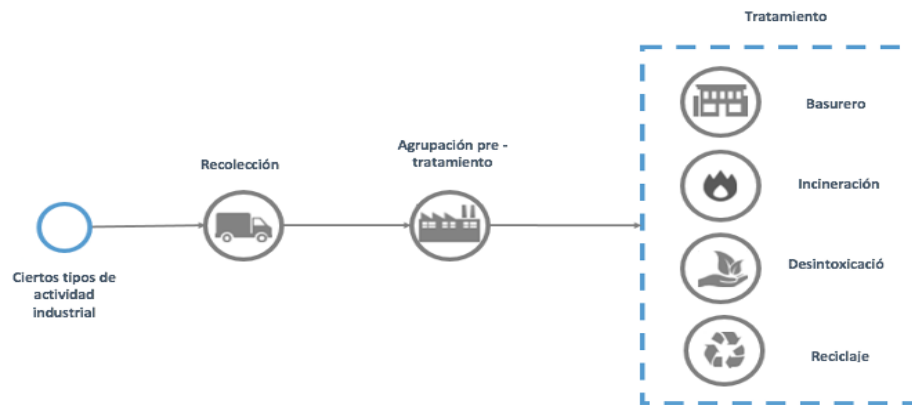 Tratamiento
Basurero
Agrupación pre -
tratamiento
Recolección
Incineración
Desintoxicació
Ciertos tipos de
actividad
industrial
Reciclaje